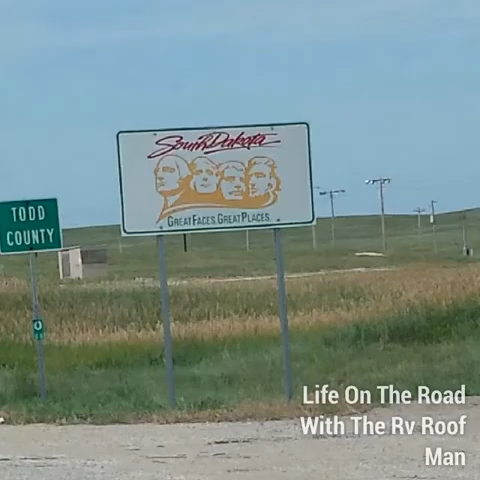 South Dakota
GREAT FACES. GREAT PLACES.
TODD
COUNTY
Life On The Road
With The Rv Roof
Man